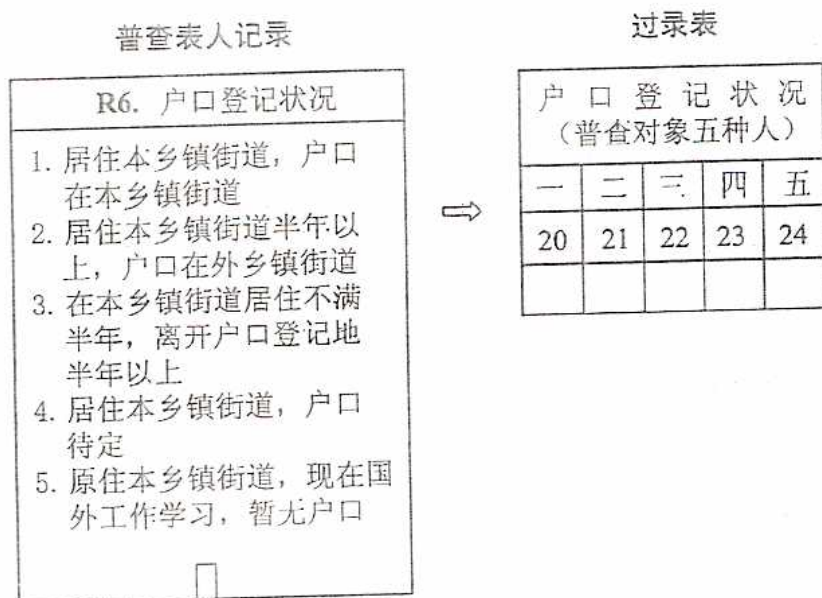 普查表人记录
R6. 户口登记状况
1. 居住本乡镇街道，户口
在本乡镇街道
2. 居住本乡镇街道半年以
上，户口在外乡镇街道
3. 在本乡镇街道居住不满
半年，离开户口登记地
半年以上
4. 居住本乡镇街道，户口
待定
5. 原住本乡镇街道，现在国
外工作学习，暂无户口
过录表
户口登记状况
（普查对象五种人）
一 二 三 四 五
20 21 22 23 24